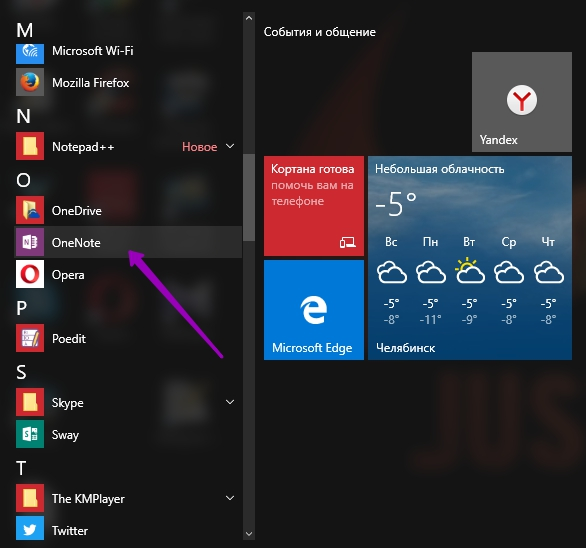 M
Microsoft Wi-Fi
Mozilla Firefox
N
Notepad++ Новое
O
OneDrive
OneNote
Opera
P
Poedit
S
Skype
Sway
T
The KMPlayer
Twitter
События и общение
Yandex
Кортана готова
помочь вам на
телефоне
Microsoft Edge
Небольшая облачность
-5°
Вс Пн Вт Ср Чт
-5° -5° -5° -5° -5°
-8° -11° -9° -8° -8°
Челябинск
JUS